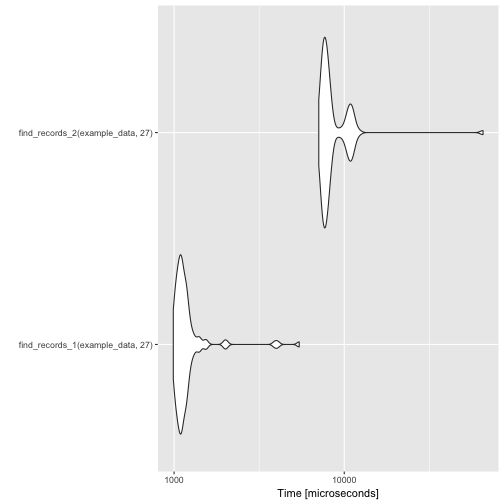 find_records_2(example_data, 27)
find_records_1(example_data, 27)
1000 10000
Time [microseconds]